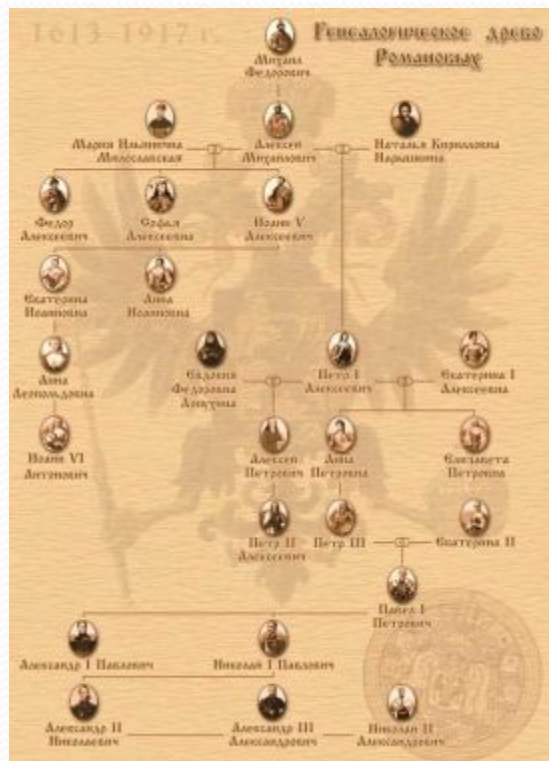 1613-1917 г.
Генеалогическое древо
Романовых
Михаил
Федорович
Мария Ильинична
Милославская
Алексей
Михайлович
Наталья Кирилловна
Нарышкина
Федор
Алексеевич
Софья
Алексеевна
Иоанн V
Алексеевич
Екатерина
Иоанновна
Анна
Иоанновна
Анна
Леопольдовна
Евдокия
Федоровна
Лопухина
Петр I
Алексеевич
Екатерина I
Алексеевна
Иоанн VI
Антонович
Алексей
Петрович
Анна
Петровна
Елизавета
Петровна
Петр II
Алексеевич
Петр III
Екатерина II
Павел I
Петрович
Александр I Павлович
Николай I Павлович
Александр II
Николаевич
Александр III
Александрович
Николай II
Александрович